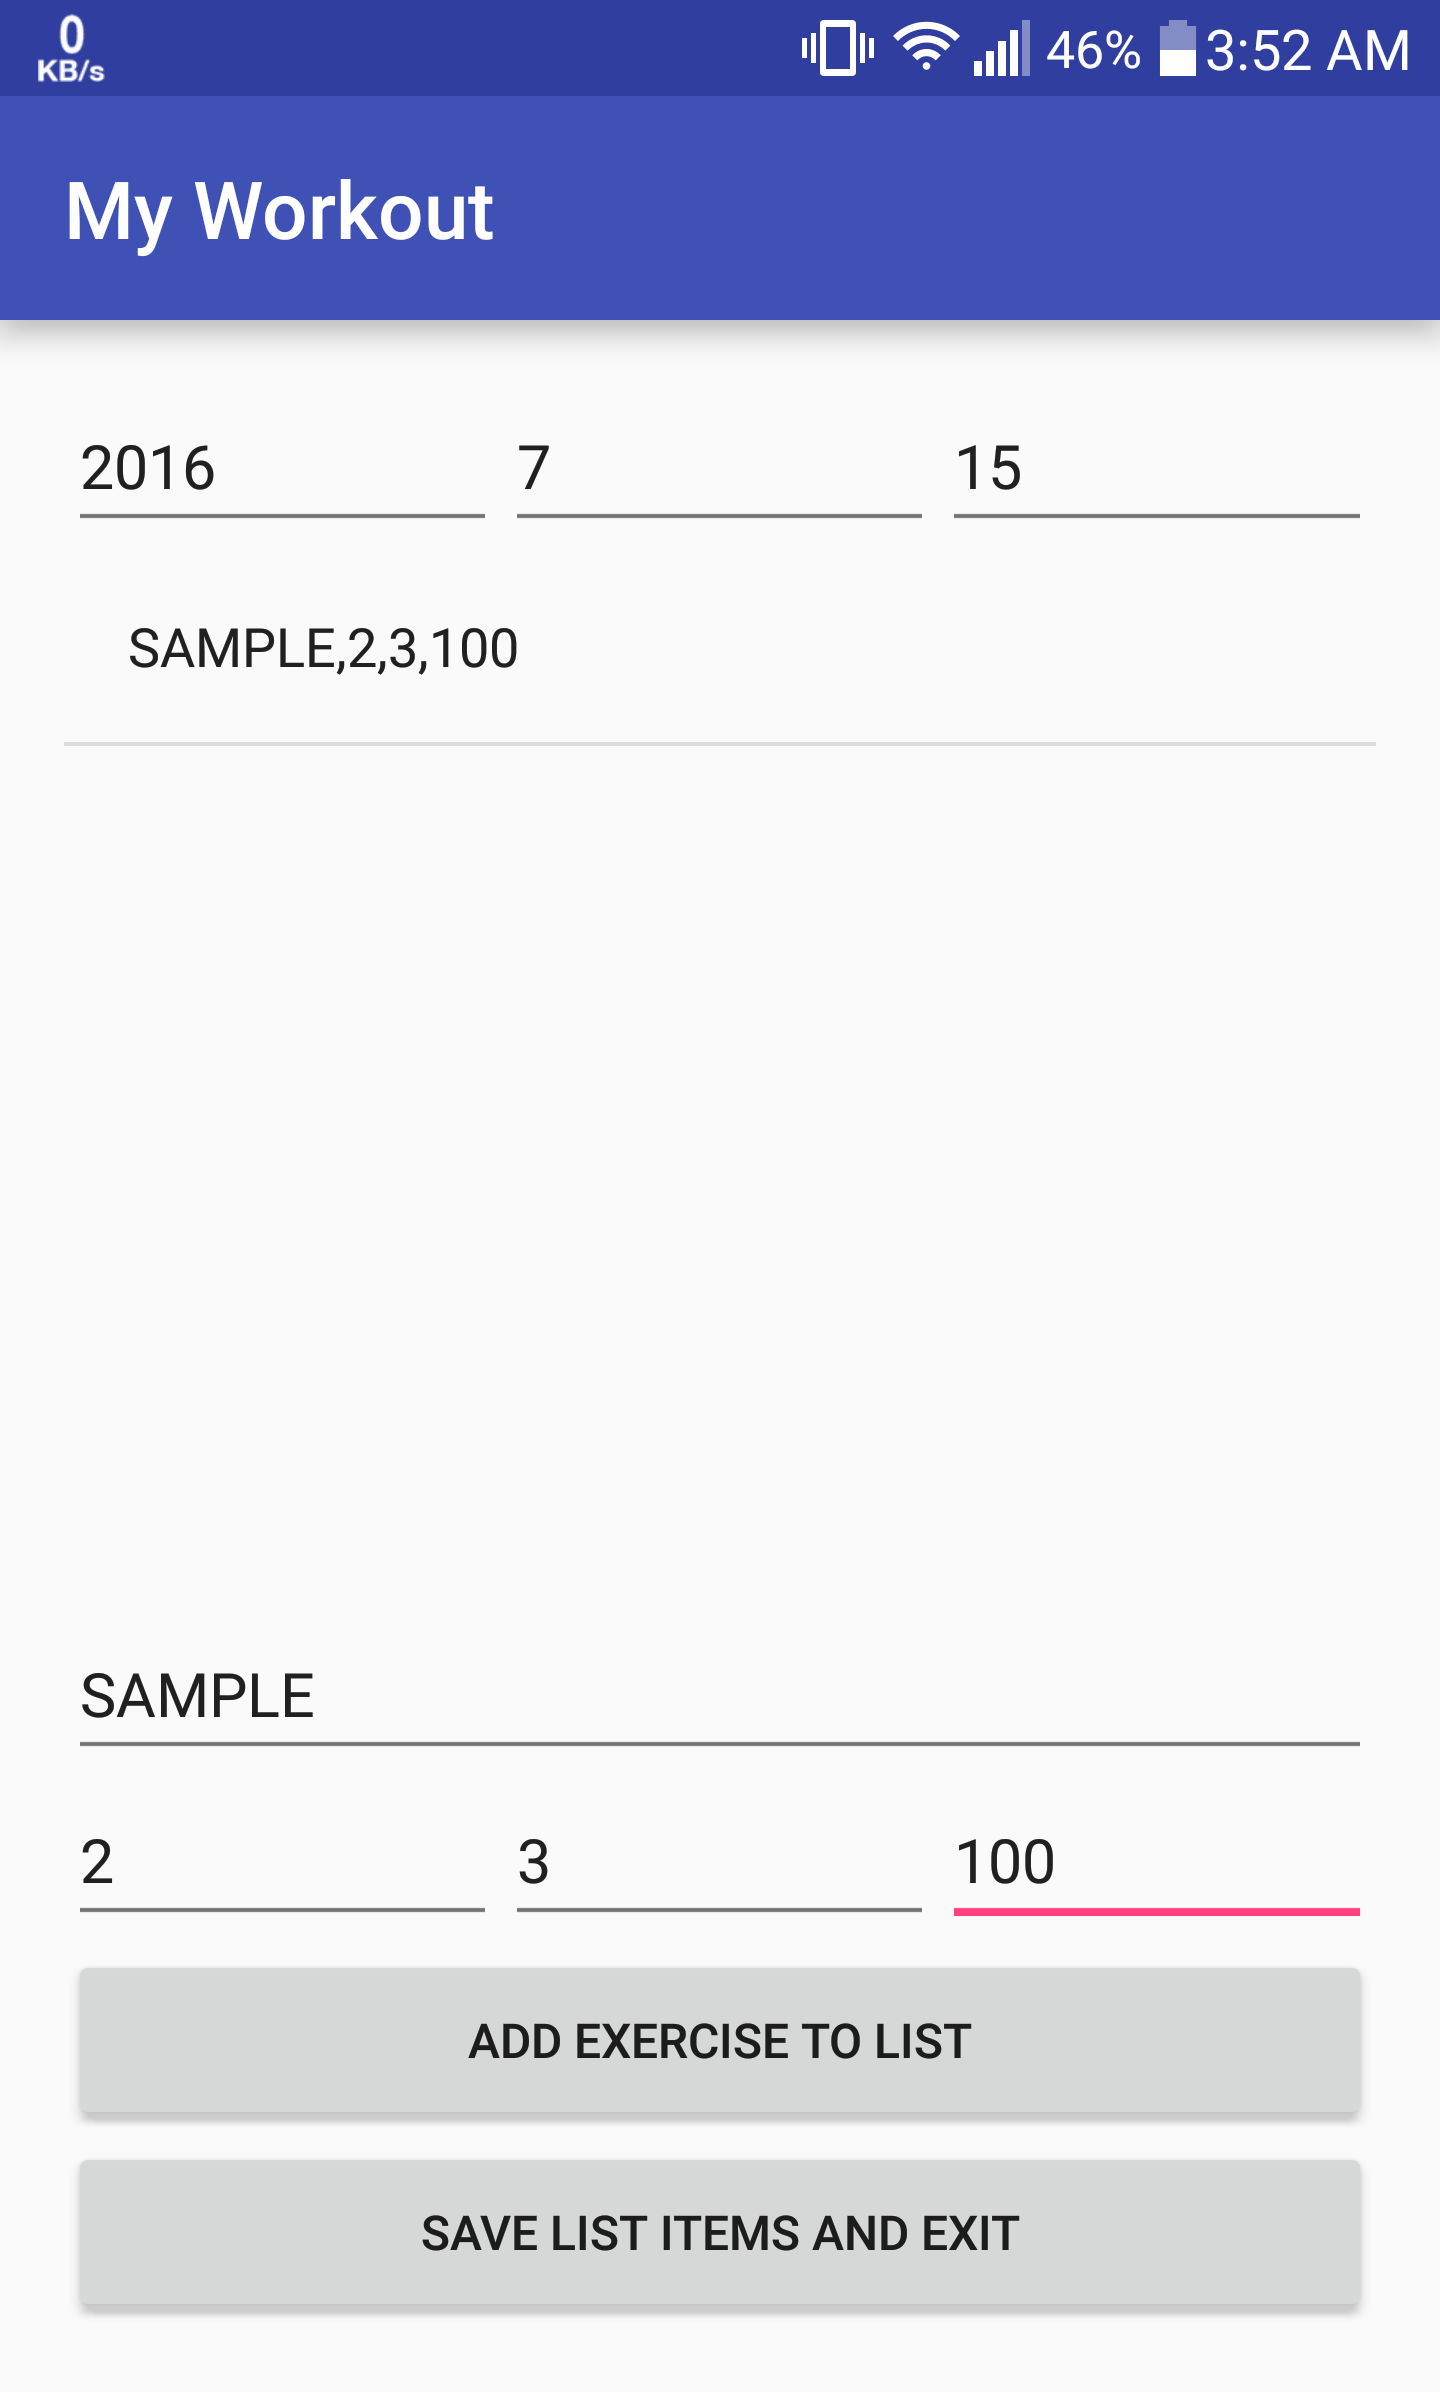 0
KB/s
46% 3:52 AM
My Workout
2016 7 15
SAMPLE,2,3,100
SAMPLE
2 3 100
ADD EXERCISE TO LIST
SAVE LIST ITEMS AND EXIT